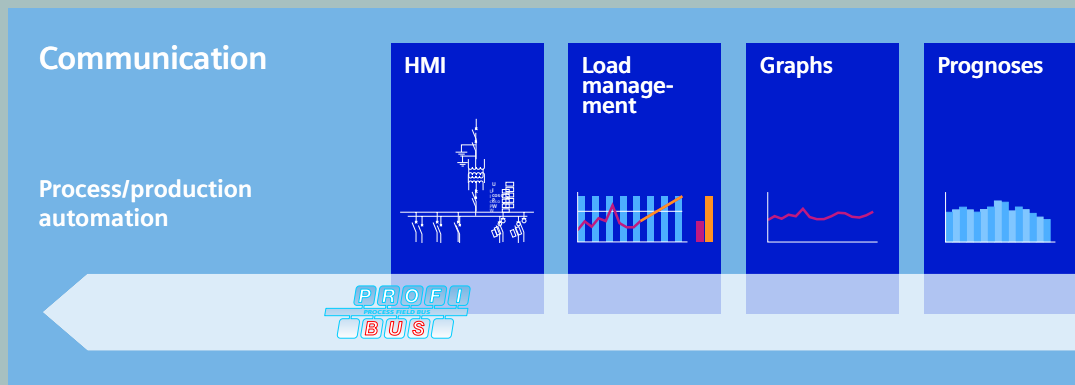 Communication
HMI
Load
manage-
ment
Graphs
Prognoses
Process/production
automation
PROFI
PROCESS FIELD BUS
BUS